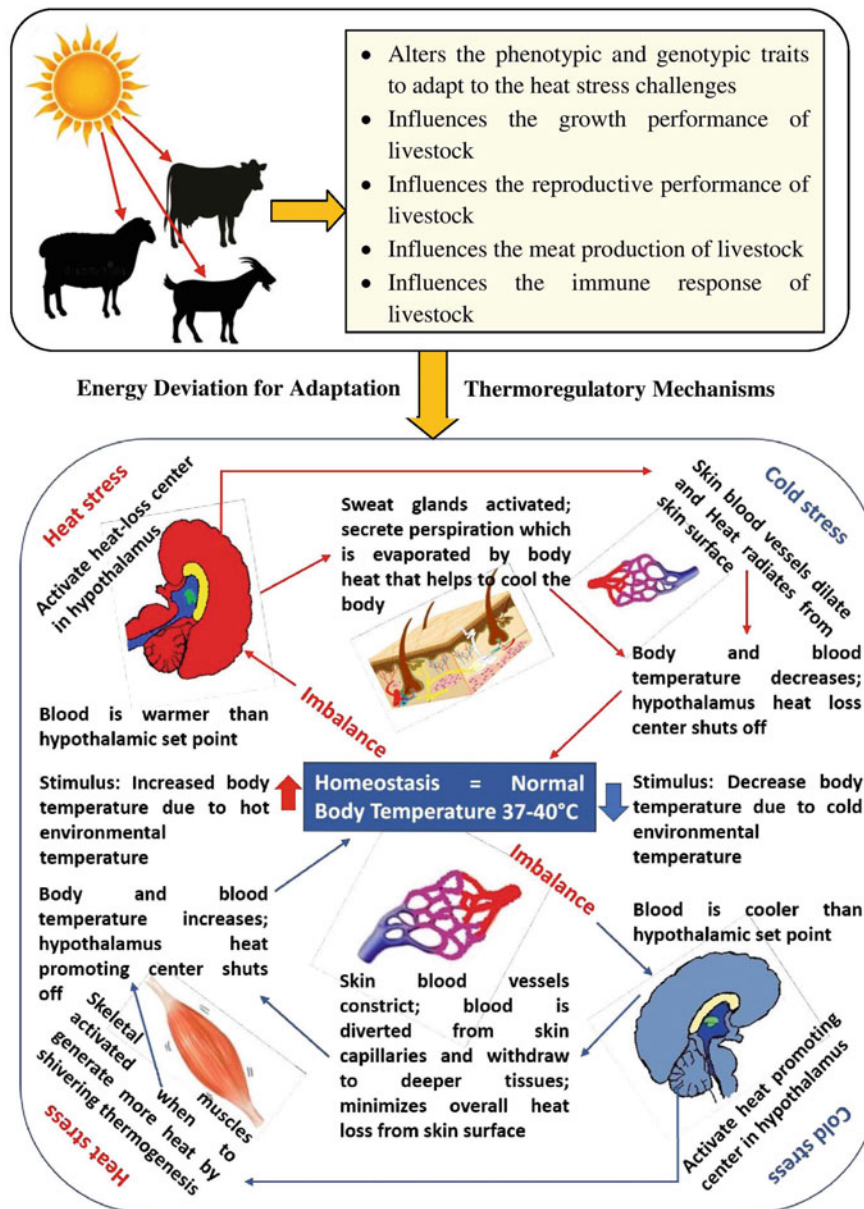 • Alters the phenotypic and genotypic traits
to adapt to the heat stress challenges
• Influences the growth performance of
livestock
• Influences the reproductive performance of
livestock
• Influences the meat production of livestock
• Influences the immune response of
livestock
Energy Deviation for Adaptation
Thermoregulatory Mechanisms
Heat stress
Activate heat-loss center
in hypothalamus
Sweat glands activated;
secrete perspiration which
is evaporated by body
heat that helps to cool the
body
Cold stress
Skin blood vessels dilate
and Heat radiates from
skin surface
Body and blood
temperature decreases;
hypothalamus heat loss
center shuts off
Blood is warmer than
hypothalamic set point
Imbalance
Stimulus: Increased body
temperature due to hot
environmental
temperature
Homeostasis = Normal
Body Temperature 37-40°C
Stimulus: Decrease body
temperature due to cold
environmental
temperature
Imbalance
Body and blood
temperature increases;
hypothalamus heat
promoting center shuts
off
Blood is cooler than
hypothalamic set point
Skin blood vessels
constrict; blood is
diverted from skin
capillaries and withdraw
to deeper tissues;
minimizes overall heat
loss from skin surface
Skeletal muscles
activated when to
generate more heat by
shivering thermogenesis
Heat stress
Activate heat promoting
center in hypothalamus
Cold stress